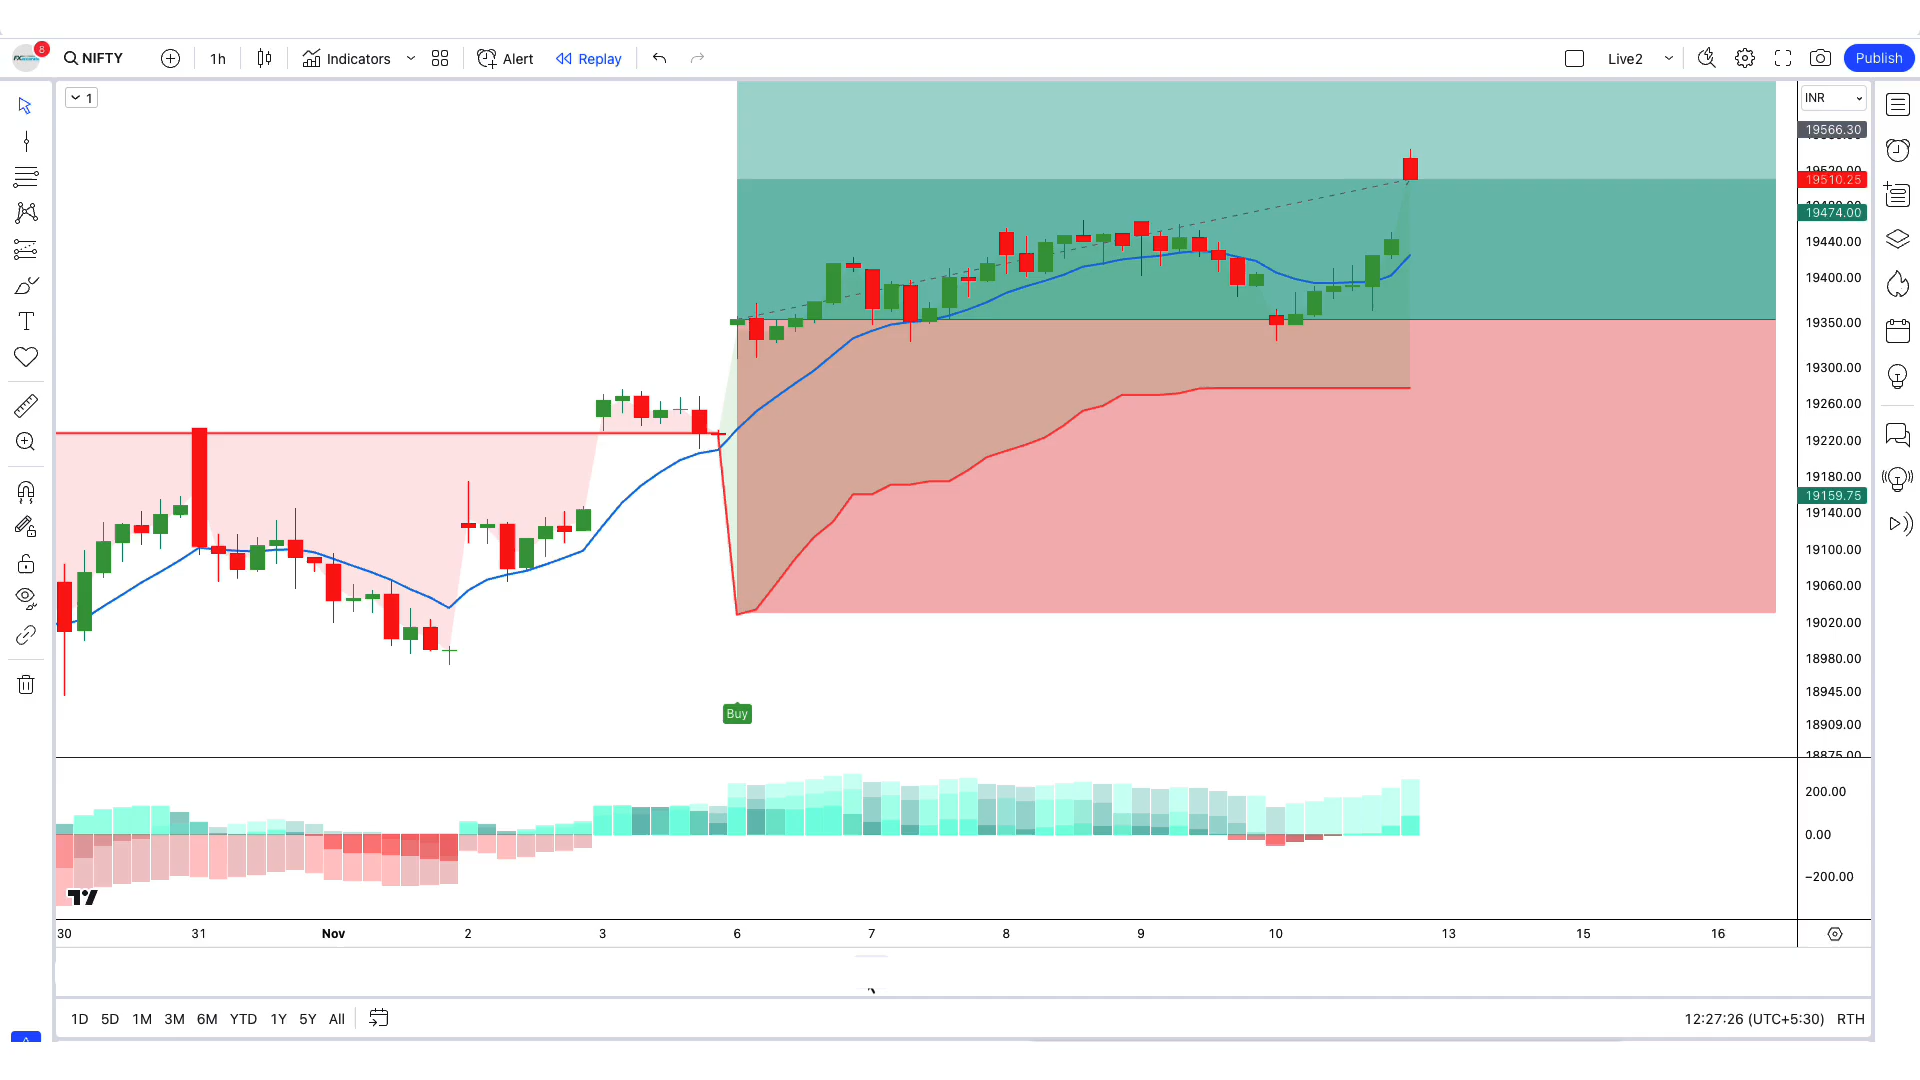 8
NIFTY
1h
Indicators
Alert
Replay
Live2
Publish
1
INR
19566.30
19510.25
19474.00
19440.00
19400.00
19350.00
19300.00
19260.00
19220.00
19180.00
19159.75
19140.00
19100.00
19060.00
19020.00
18980.00
18945.00
18909.00
18875.00
Buy
200.00
0.00
−200.00
30 31 Nov 2 3 6 7 8 9 10 13 15 16
1D 5D 1M 3M 6M YTD 1Y 5Y All
12:27:26 (UTC+5:30) RTH